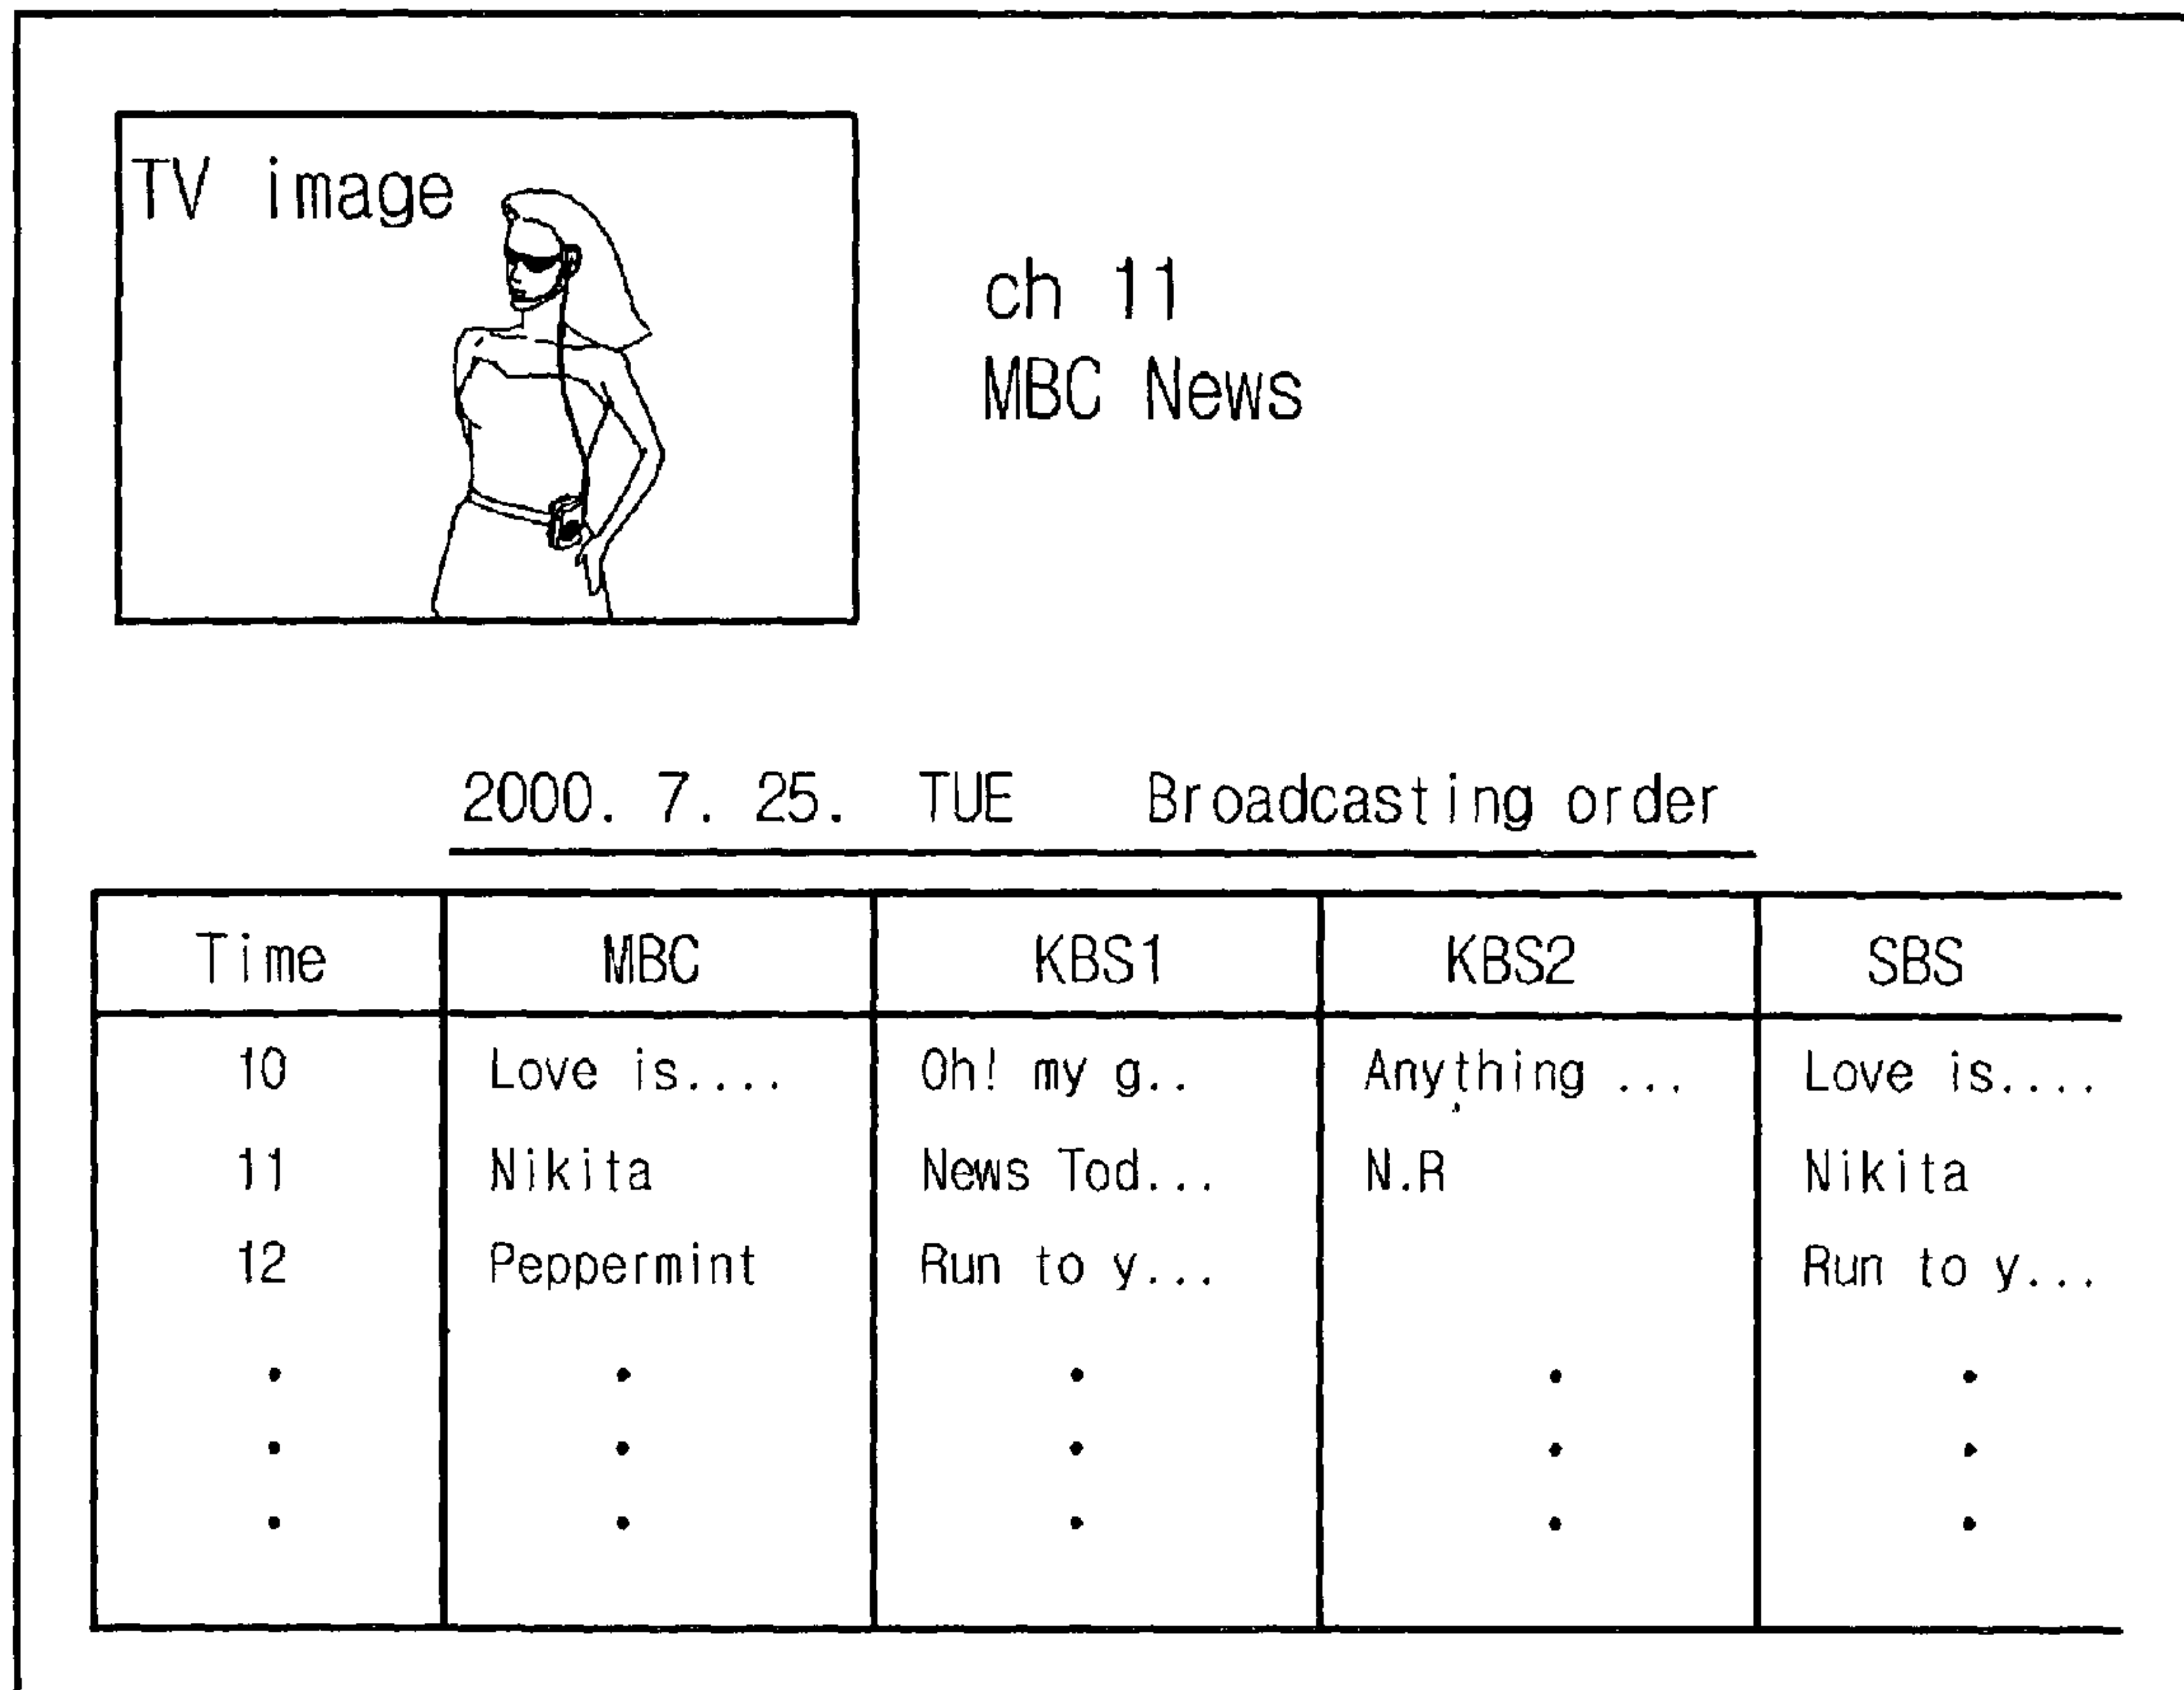 TV image
ch 11
MBC News
2000. 7. 25. TUE Broadcasting order
Time MBC KBS1 KBS2 SBS
10 Love is.... Oh! my g.. Anything ... Love is....
11 Nikita News Tod... N.R Nikita
12 Peppermint Run to y... Run to y...